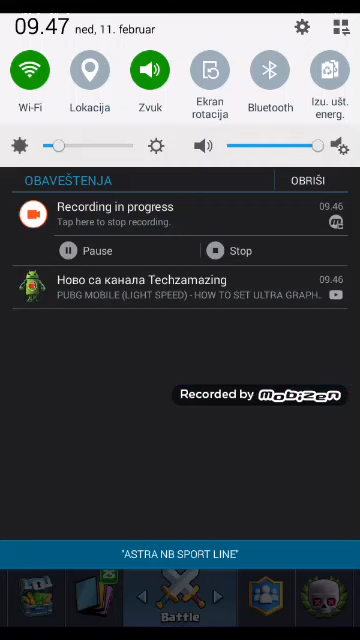 09.47 ned, 11. februar
Wi-Fi
Lokacija
Zvuk
Ekran
rotacija
Bluetooth
Izu. ušt.
energ.
OBAVEŠTENJA
OBRIŠI
Recording in progress
09.46
Tap here to stop recording.
Pause
Stop
Ново са канала Techzamazing
09.46
PUBG MOBILE (LIGHT SPEED) - HOW TO SET ULTRA GRAPH..
Recorded by mobizen
"ASTRA NB SPORT LINE"
Battle